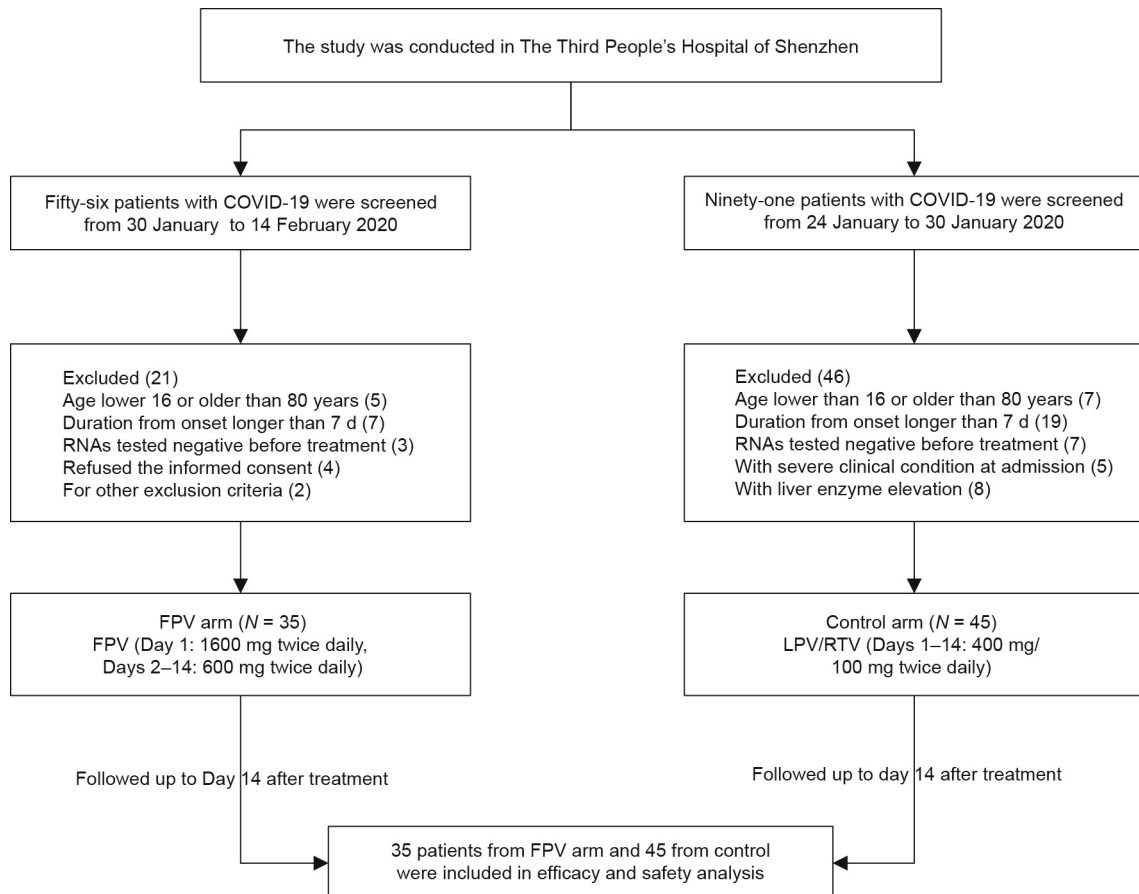 The study was conducted in The Third People's Hospital of Shenzhen
Fifty-six patients with COVID-19 were screened
from 30 January to 14 February 2020
Ninety-one patients with COVID-19 were screened
from 24 January to 30 January 2020
Excluded (21)
Age lower 16 or older than 80 years (5)
Duration from onset longer than 7 d (7)
RNAs tested negative before treatment (3)
Refused the informed consent (4)
For other exclusion criteria (2)
Excluded (46)
Age lower than 16 or older than 80 years (7)
Duration from onset longer than 7 d (19)
RNAs tested negative before treatment (7)
With severe clinical condition at admission (5)
With liver enzyme elevation (8)
FPV arm (N = 35)
FPV (Day 1: 1600 mg twice daily,
Days 2–14: 600 mg twice daily)
Control arm (N = 45)
LPV/RTV (Days 1–14: 400 mg/
100 mg twice daily)
Followed up to Day 14 after treatment
Followed up to day 14 after treatment
35 patients from FPV arm and 45 from control
were included in efficacy and safety analysis